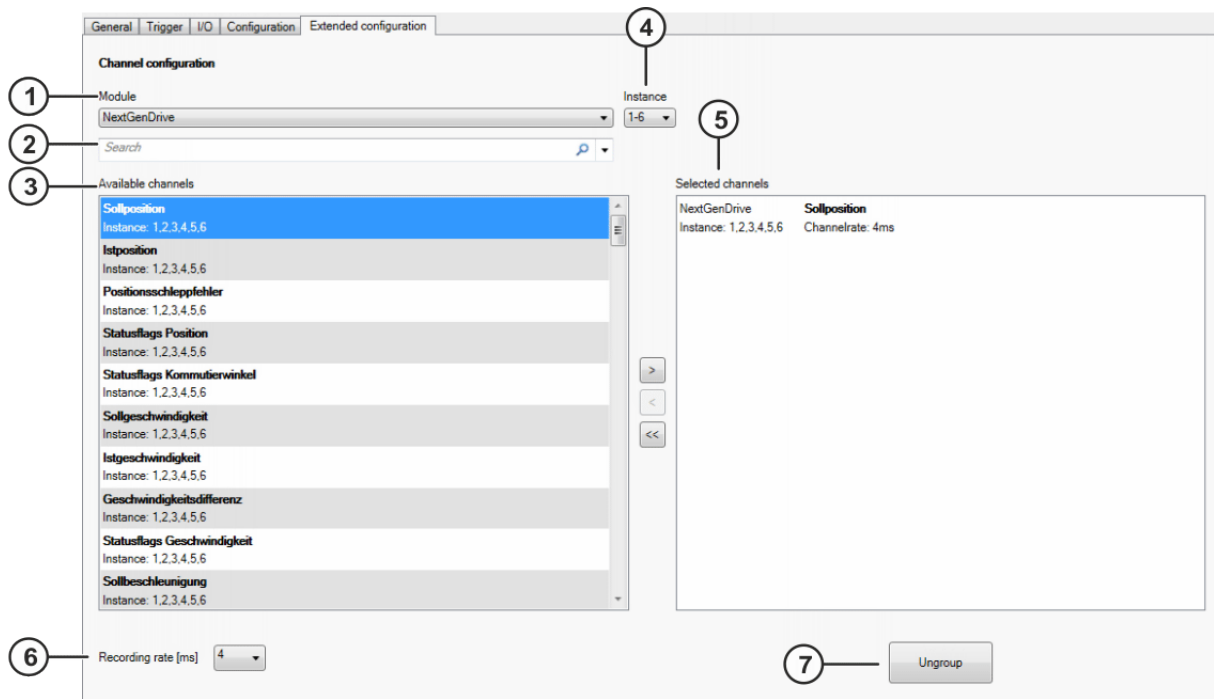 General Trigger I/O Configuration Extended configuration
4
Channel configuration
1 Module Instance
NextGenDrive 1-6
5
2 Search
3 Available channels Selected channels
Sollposition NextGenDrive Sollposition
Instance: 1,2,3,4,5,6 Instance: 1,2,3,4,5,6 Channelrate: 4ms
Istposition
Instance: 1,2,3,4,5,6
Positionsschleppfehler
Instance: 1,2,3,4,5,6
Statusflags Position
Instance: 1,2,3,4,5,6
Statusflags Kommutierwinkel
Instance: 1,2,3,4,5,6
>
Sollgeschwindigkeit
<
Instance: 1,2,3,4,5,6
<<
Istgeschwindigkeit
Instance: 1,2,3,4,5,6
Geschwindigkeitsdifferenz
Instance: 1,2,3,4,5,6
Statusflags Geschwindigkeit
Instance: 1,2,3,4,5,6
Sollbeschleunigung
Instance: 1,2,3,4,5,6
6 Recording rate [ms] 4
7 Ungroup